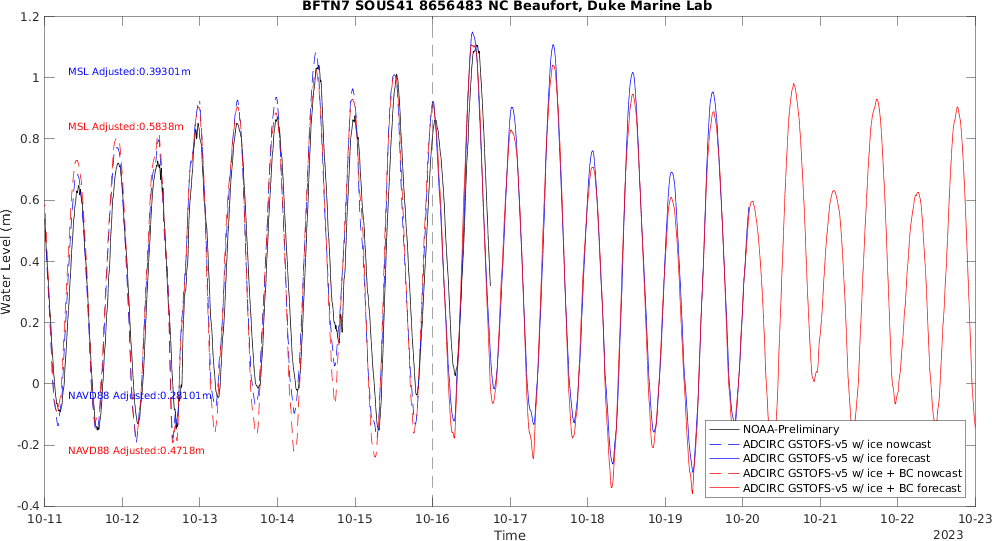 BFTN7 SOUS41 8656483 NC Beaufort, Duke Marine Lab
1.2
1
0.8
0.6
0.4
0.2
0
-0.2
-0.4
Water Level (m)
MSL Adjusted:0.39301m
MSL Adjusted:0.5838m
NAVD88 Adjusted:0.28101m
NAVD88 Adjusted:0.4718m
NOAA-Preliminary
ADCIRC GSTOFS-v5 w/ ice nowcast
ADCIRC GSTOFS-v5 w/ ice forecast
ADCIRC GSTOFS-v5 w/ ice + BC nowcast
ADCIRC GSTOFS-v5 w/ ice + BC forecast
10-11 10-12 10-13 10-14 10-15 10-16 10-17 10-18 10-19 10-20 10-21 10-22 10-23
Time
2023